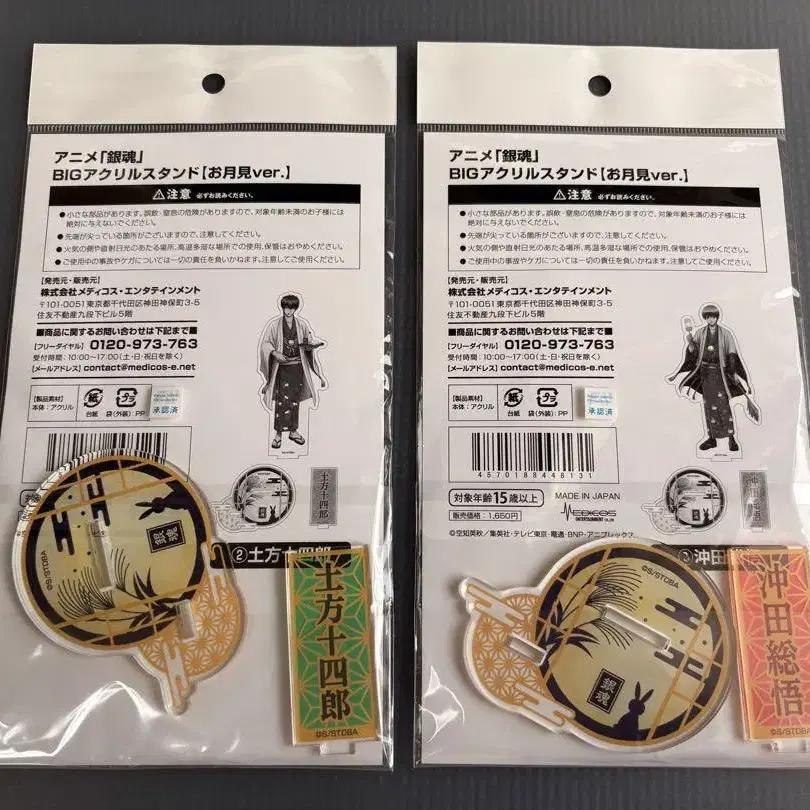 アニメ「銀魂」
BIGアクリルスタンド【お月見ver.】
注意 必ずお読みください。
●小さな部品があります。誤飲・窒息の危険がありますので、対象年齢未満のお子様には
絶対に与えないでください。
●先端が尖っている箇所がございますので、注意してください。
●火気の側や直射日光のあたる場所、高温多湿な場所での使用、保管はおやめください。
●ご使用中の事故やケガについては一切の責任を負いかねます。注意してご使用ください。
【発売元・販売元】
株式会社メディコス・エンタテインメント
〒101-0051 東京都千代田区神田神保町3-5
住友不動産九段下ビル5階
■商品に関するお問い合わせは下記まで■
【フリーダイヤル】0120-973-763
受付時間:10:00〜17:00(土・日・祝日を除く)
【メールアドレス】contact@medicos-e.net
【製品素材】
本体:アクリル
紙
台紙
プラ
袋(外装):PP
承認済
土方十四郎
対象
②土方十四郎
銀魂
©S/STDBA
土方十四郎
©S/STDBA
アニメ「銀魂」
BIGアクリルスタンド【お月見ver.】
注意 必ずお読みください。
●小さな部品があります。誤飲・窒息の危険がありますので、対象年齢未満のお子様には
絶対に与えないでください。
●先端が尖っている箇所がございますので、注意してください。
●火気の側や直射日光のあたる場所、高温多湿な場所での使用、保管はおやめください。
●ご使用中の事故やケガについては一切の責任を負いかねます。注意してご使用ください。
【発売元・販売元】
株式会社メディコス・エンタテインメント
〒101-0051 東京都千代田区神田神保町3-5
住友不動産九段下ビル5階
■商品に関するお問い合わせは下記まで■
【フリーダイヤル】0120-973-763
受付時間:10:00〜17:00(土・日・祝日を除く)
【メールアドレス】contact@medicos-e.net
【製品素材】
本体:アクリル
紙
台紙
プラ
袋(外装):PP
承認済
4570188448131
対象年齢15歳以上
MADE IN JAPAN
販売価格:1,650円
MEDICOS
ENTERTAINMENT
©空知英秋/集英社・テレビ東京・電通・BNP・アニプレックス
沖田総悟
沖田
©S/STDBA
銀魂
沖田総悟
©S/STDBA